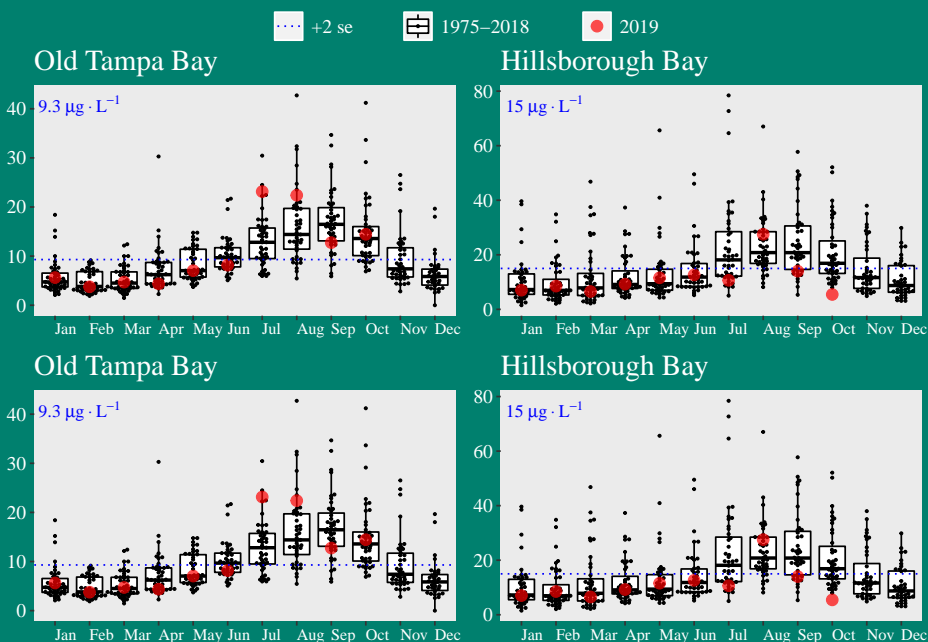 +2 se 1975–2018 2019
Old Tampa Bay Hillsborough Bay
9.3 µg · L⁻¹
40
30
20
10
0
Jan Feb Mar Apr May Jun Jul Aug Sep Oct Nov Dec
15 µg · L⁻¹
80
60
40
20
0
Jan Feb Mar Apr May Jun Jul Aug Sep Oct Nov Dec
Old Tampa Bay Hillsborough Bay
9.3 µg · L⁻¹
40
30
20
10
0
Jan Feb Mar Apr May Jun Jul Aug Sep Oct Nov Dec
15 µg · L⁻¹
80
60
40
20
0
Jan Feb Mar Apr May Jun Jul Aug Sep Oct Nov Dec